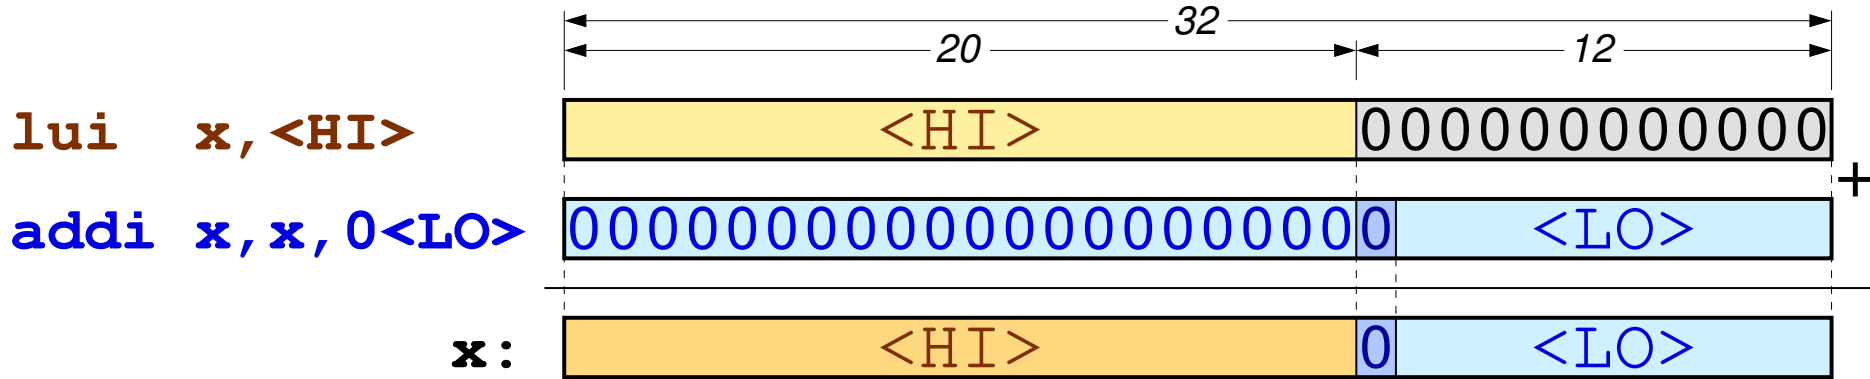 32
20 12
lui x,<HI> <HI> 000000000000
+
addi x,x,0<LO> 00000000000000000000 0 <LO>
x: <HI> 0 <LO>